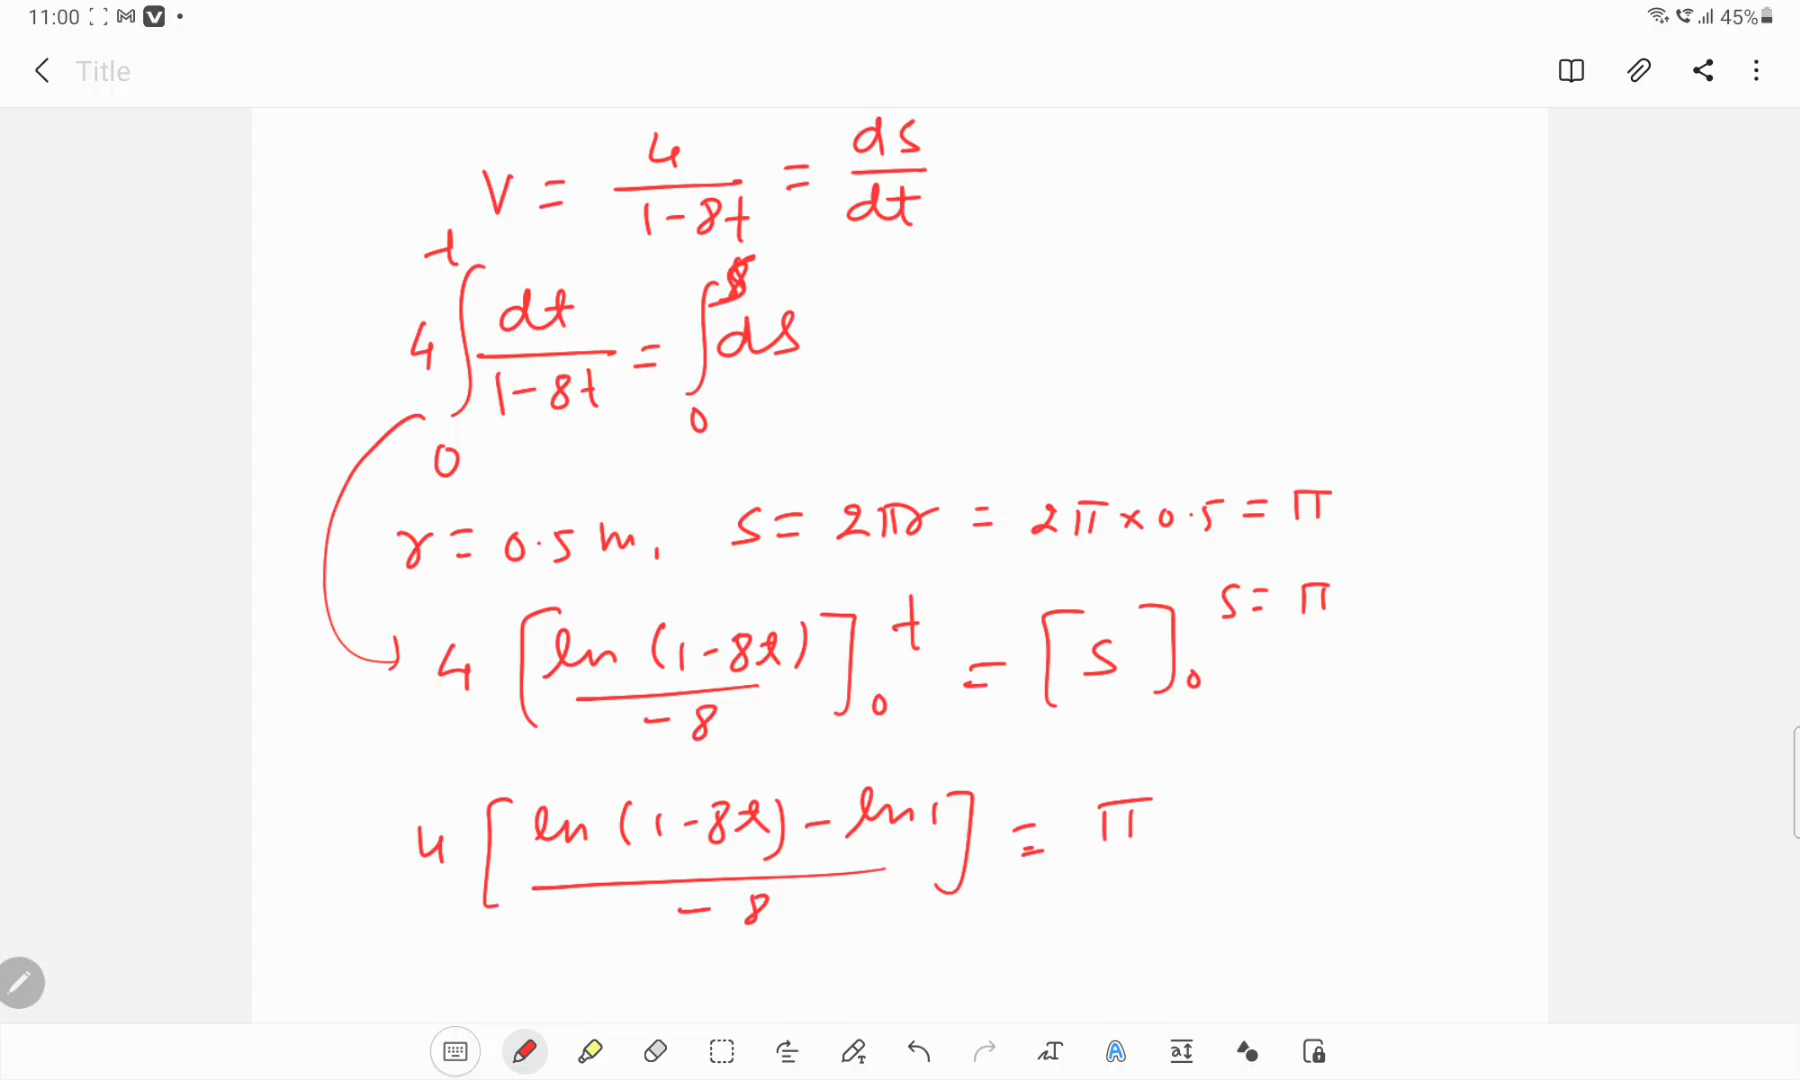 11:00 45%
Title
V = 4/(1-8t) = ds/dt
4 ∫₀ᵗ dt/(1-8t) = ∫₀ˢ ds
r = 0.5 m, s = 2πr = 2π × 0.5 = π
4 [ln (1-8t)/-8]₀ᵗ = [s]₀ˢ⁼π
4 [ln (1-8t) - ln 1/-8] = π